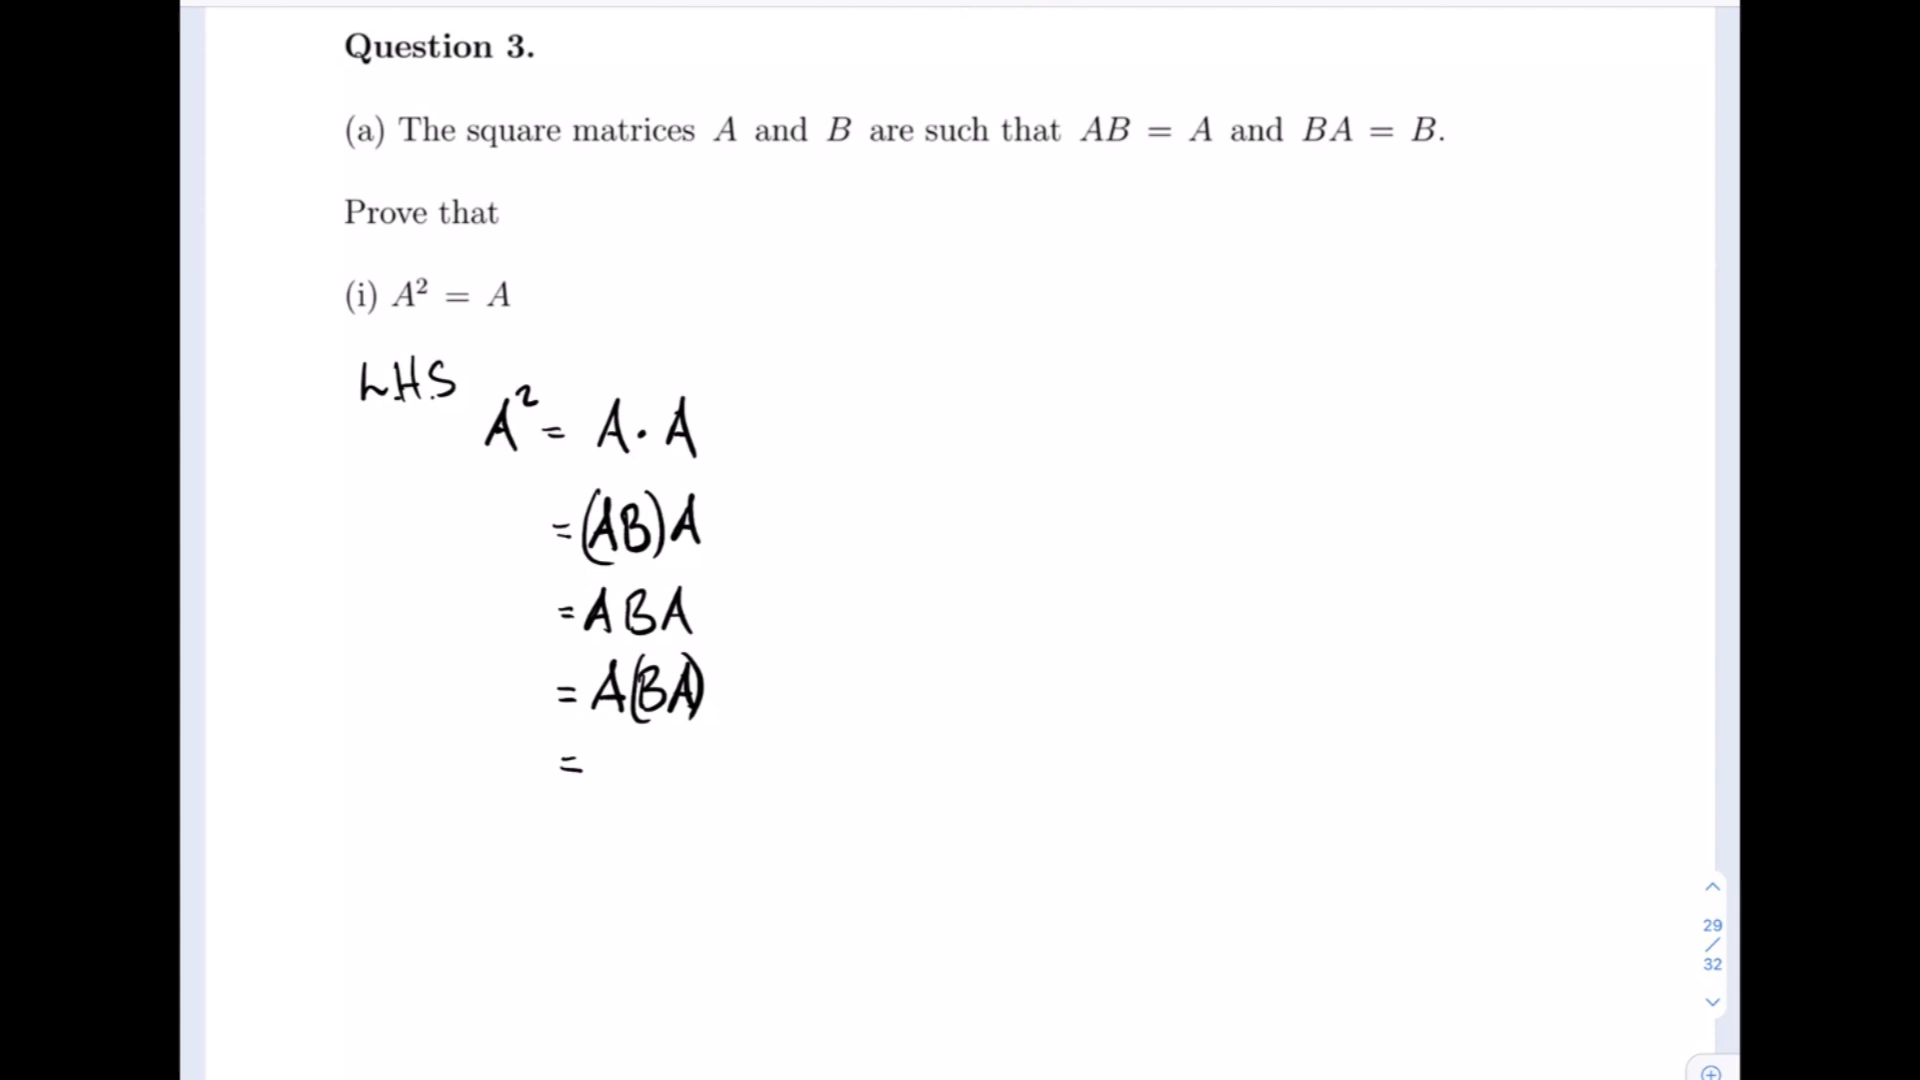 Question 3.
(a) The square matrices A and B are such that AB = A and BA = B.
Prove that
(i) A² = A
LHS
A² = A · A
= (AB)A
= ABA
= A(BA)
=
29
/
32